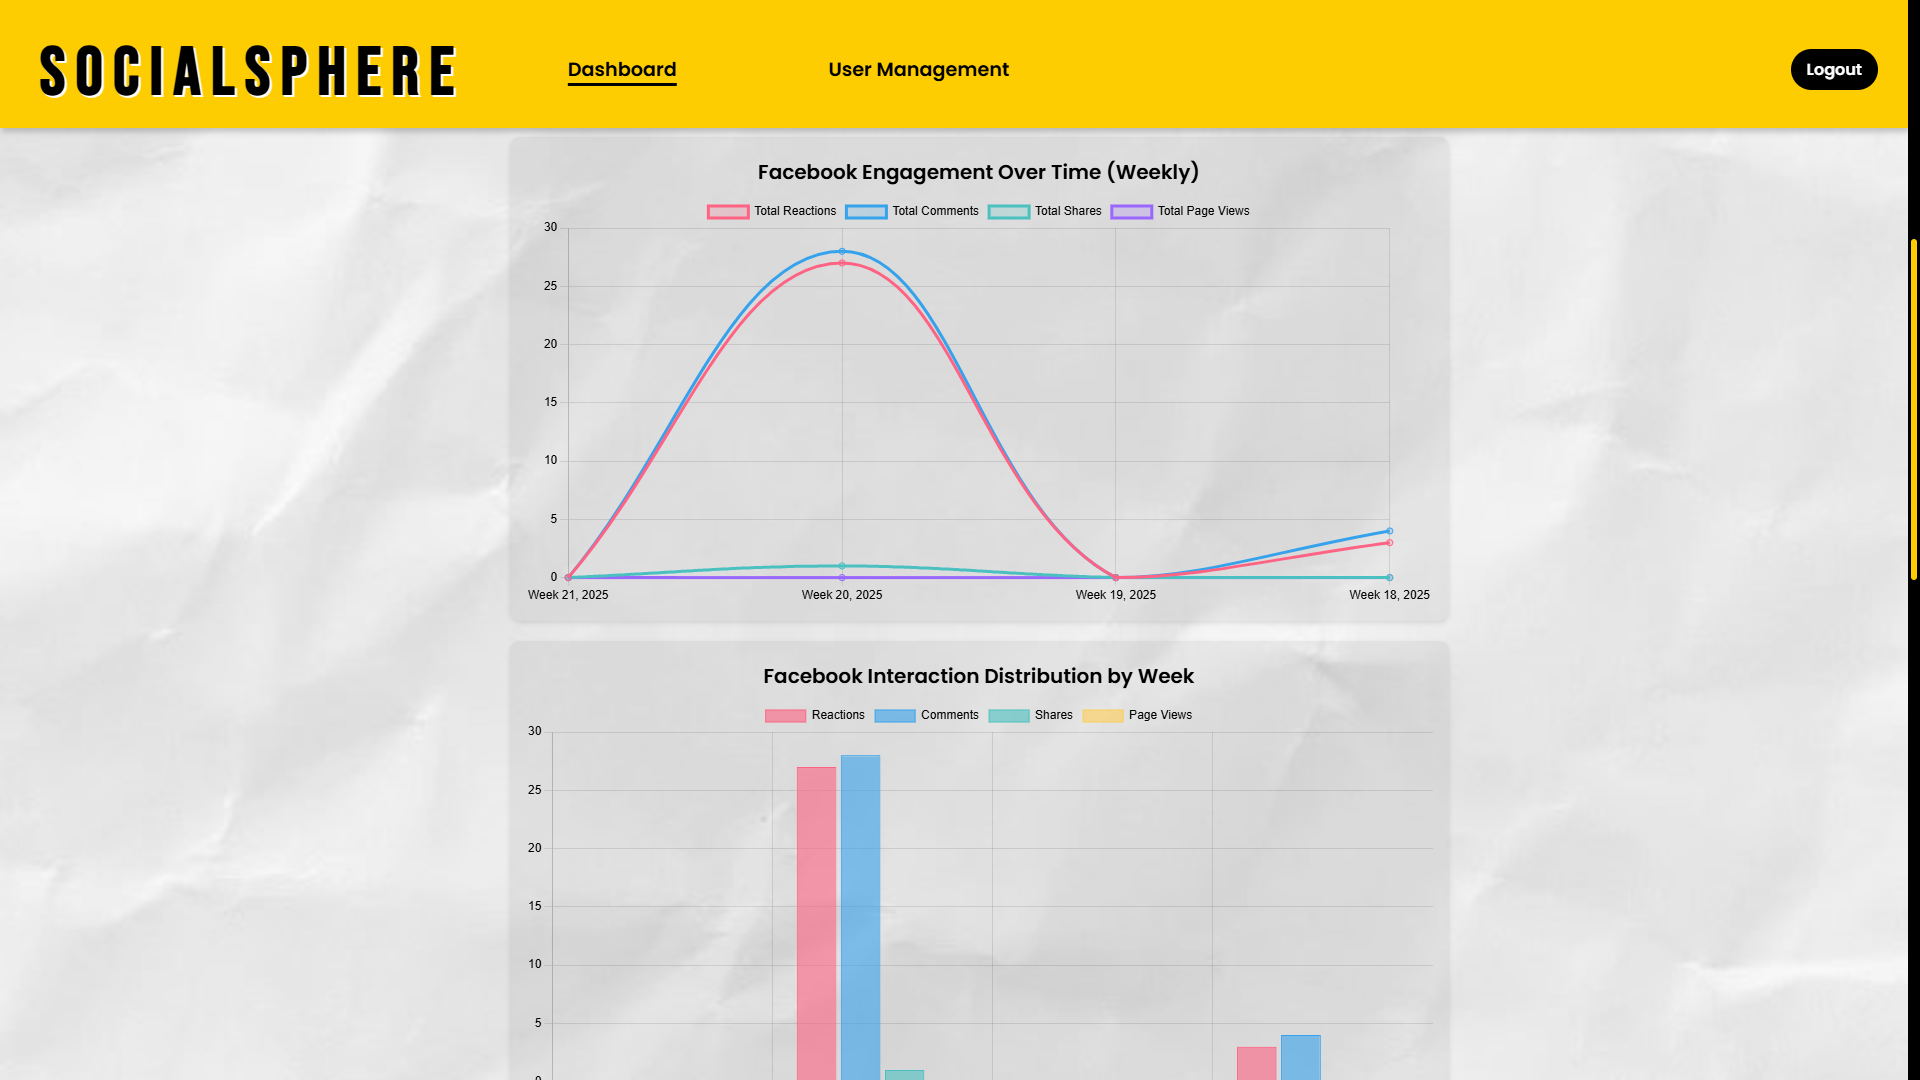 SOCIALSPHERE
Dashboard
User Management
Logout
Facebook Engagement Over Time (Weekly)
Total Reactions Total Comments Total Shares Total Page Views
30
25
20
15
10
5
0
Week 21, 2025 Week 20, 2025 Week 19, 2025 Week 18, 2025
Facebook Interaction Distribution by Week
Reactions Comments Shares Page Views
30
25
20
15
10
5
0